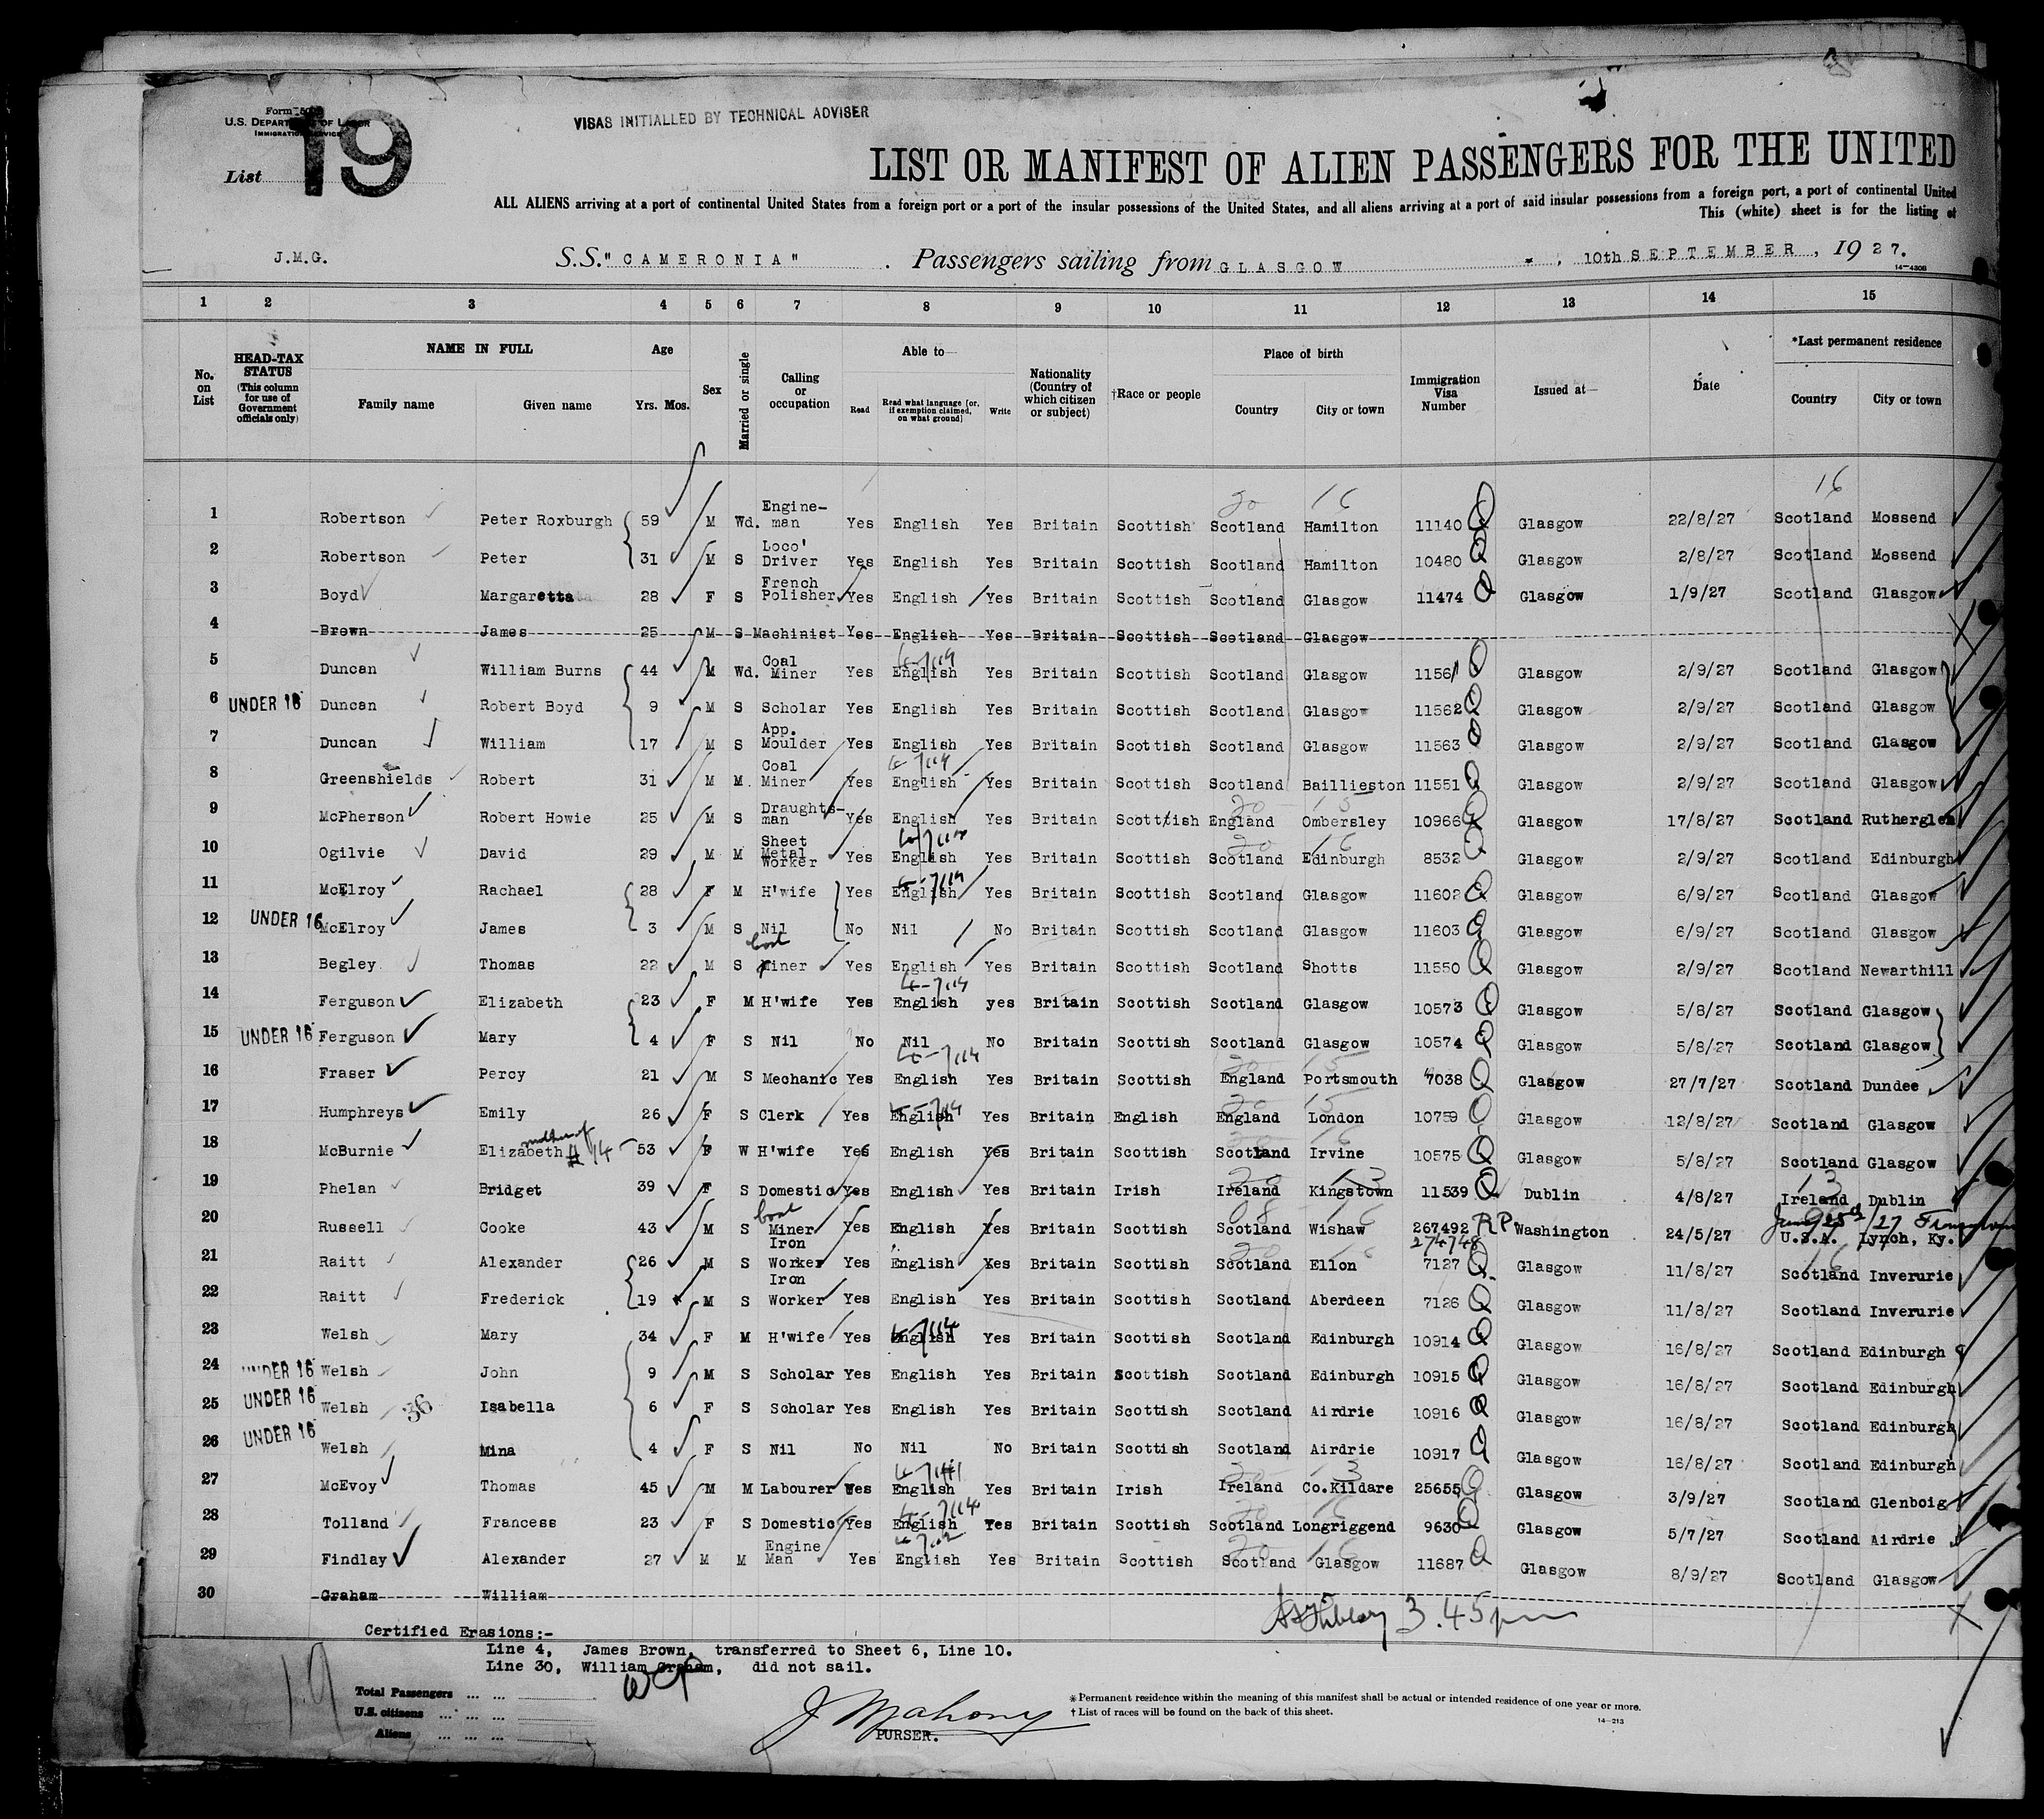 Form 500
U.S. DEPARTMENT OF LABOR
IMMIGRATION SERVICE
VISAS INITIALLED BY TECHNICAL ADVISER
List 19
LIST OR MANIFEST OF ALIEN PASSENGERS FOR THE UNITED
ALL ALIENS arriving at a port of continental United States from a foreign port or a port of the insular possessions of the United States, and all aliens arriving at a port of said insular possessions from a foreign port, a port of continental United
This (white) sheet is for the listing of
J.M.G. S.S. "CAMERONIA" . Passengers sailing from GLASGOW , 10th SEPTEMBER, 1927.
14-430B
1 2 3 4 5 6 7 8 9 10 11 12 13 14 15
No. on List
HEAD-TAX STATUS (This column for use of Government officials only)
NAME IN FULL
Family name Given name
Age
Yrs. Mos.
Sex
Married or single
Calling or occupation
Able to—
Read Read what language [or, if exemption claimed, on what ground] Write
Nationality (Country of which citizen or subject)
†Race or people
Place of birth
Country City or town
Immigration Visa Number
Issued at—
Date
*Last permanent residence
Country City or town
20 16 16
1 Robertson Peter Roxburgh 59 M Wd. Engine-man Yes English Yes Britain Scottish Scotland Hamilton 11140 Glasgow 22/8/27 Scotland Mossend
2 Robertson Peter 31 M S Loco' Driver Yes English Yes Britain Scottish Scotland Hamilton 10480 Glasgow 2/8/27 Scotland Mossend
3 Boyd Margaretta 28 F S French Polisher Yes English Yes Britain Scottish Scotland Glasgow 11474 Glasgow 1/9/27 Scotland Glasgow
4 Brown James 25 M S Machinist Yes English Yes Britain Scottish Scotland Glasgow
5 Duncan William Burns 44 M Wd. Coal Miner Yes English Yes Britain Scottish Scotland Glasgow 11561 Glasgow 2/9/27 Scotland Glasgow
6 UNDER 16 Duncan Robert Boyd 9 M S Scholar Yes English Yes Britain Scottish Scotland Glasgow 11562 Glasgow 2/9/27 Scotland Glasgow
7 Duncan William 17 M S App. Moulder Yes English Yes Britain Scottish Scotland Glasgow 11563 Glasgow 2/9/27 Scotland Glasgow
8 Greenshields Robert 31 M M. Coal Miner Yes English Yes Britain Scottish Scotland Baillieston 11551 Glasgow 2/9/27 Scotland Glasgow
9 McPherson Robert Howie 25 M S Draughts-man Yes English Yes Britain Scottish England Ombersley 10966 Glasgow 17/8/27 Scotland Rutherglen
10 Ogilvie David 29 M M Sheet Metal Worker Yes English Yes Britain Scottish Scotland Edinburgh 8532 Glasgow 2/9/27 Scotland Edinburgh
11 McElroy Rachael 28 F M H'wife Yes English Yes Britain Scottish Scotland Glasgow 11602 Glasgow 6/9/27 Scotland Glasgow
12 UNDER 16 McElroy James 3 M S Nil No Nil No Britain Scottish Scotland Glasgow 11603 Glasgow 6/9/27 Scotland Glasgow
13 Begley Thomas 22 M S coal Miner Yes English Yes Britain Scottish Scotland Shotts 11550 Glasgow 2/9/27 Scotland Newarthill
14 Ferguson Elizabeth 23 F M H'wife Yes English yes Britain Scottish Scotland Glasgow 10573 Glasgow 5/8/27 Scotland Glasgow
15 UNDER 16 Ferguson Mary 4 F S Nil No Nil No Britain Scottish Scotland Glasgow 10574 Glasgow 5/8/27 Scotland Glasgow
16 Fraser Percy 21 M S Mechanic Yes English Yes Britain Scottish England Portsmouth 7038 Glasgow 27/7/27 Scotland Dundee
17 Humphreys Emily 26 F S Clerk Yes English Yes Britain English England London 10759 Glasgow 12/8/27 Scotland Glasgow
18 McBurnie Elizabeth mother of # 14 53 F W H'wife Yes English Yes Britain Scottish Scotland Irvine 10575 Glasgow 5/8/27 Scotland Glasgow
19 Phelan Bridget 39 F S Domestic Yes English Yes Britain Irish Ireland Kingstown 11539 Dublin 4/8/27 Ireland Dublin
20 Russell Cooke 43 M S coal Miner Yes English Yes Britain Scottish Scotland Wishaw 267492 274748 RP Washington 24/5/27 U.S.A. Lynch, Ky.
21 Raitt Alexander 26 M S Iron Worker Yes English Yes Britain Scottish Scotland Ellon 7127 Glasgow 11/8/27 Scotland Inverurie
22 Raitt Frederick 19 M S Iron Worker Yes English Yes Britain Scottish Scotland Aberdeen 7126 Glasgow 11/8/27 Scotland Inverurie
23 Welsh Mary 34 F M H'wife Yes English Yes Britain Scottish Scotland Edinburgh 10914 Glasgow 16/8/27 Scotland Edinburgh
24 UNDER 16 Welsh John 9 M S Scholar Yes English Yes Britain Scottish Scotland Edinburgh 10915 Glasgow 16/8/27 Scotland Edinburgh
25 UNDER 16 Welsh 36 Isabella 6 F S Scholar Yes English Yes Britain Scottish Scotland Airdrie 10916 Glasgow 16/8/27 Scotland Edinburgh
26 UNDER 16 Welsh Mina 4 F S Nil No Nil No Britain Scottish Scotland Airdrie 10917 Glasgow 16/8/27 Scotland Edinburgh
27 McEvoy Thomas 45 M M Labourer Yes English Yes Britain Irish Ireland Co.Kildare 25655 Glasgow 3/9/27 Scotland Glenboig
28 Tolland Francess 23 F S Domestic Yes English Yes Britain Scottish Scotland Longriggend 9630 Glasgow 5/7/27 Scotland Airdrie
29 Findlay Alexander 27 M M Engine Man Yes English Yes Britain Scottish Scotland Glasgow 11687 Glasgow 8/9/27 Scotland Glasgow
30 Graham William
3.45 pm
Certified Erasions:-
Line 4, James Brown, transferred to Sheet 6, Line 10.
Line 30, William Graham, did not sail.
19
Total Passengers ... ...
U.S. citizens ... ... ...
Aliens ... ... ...
J Mahony
PURSER.
* Permanent residence within the meaning of this manifest shall be actual or intended residence of one year or more.
† List of races will be found on the back of this sheet.
14-213